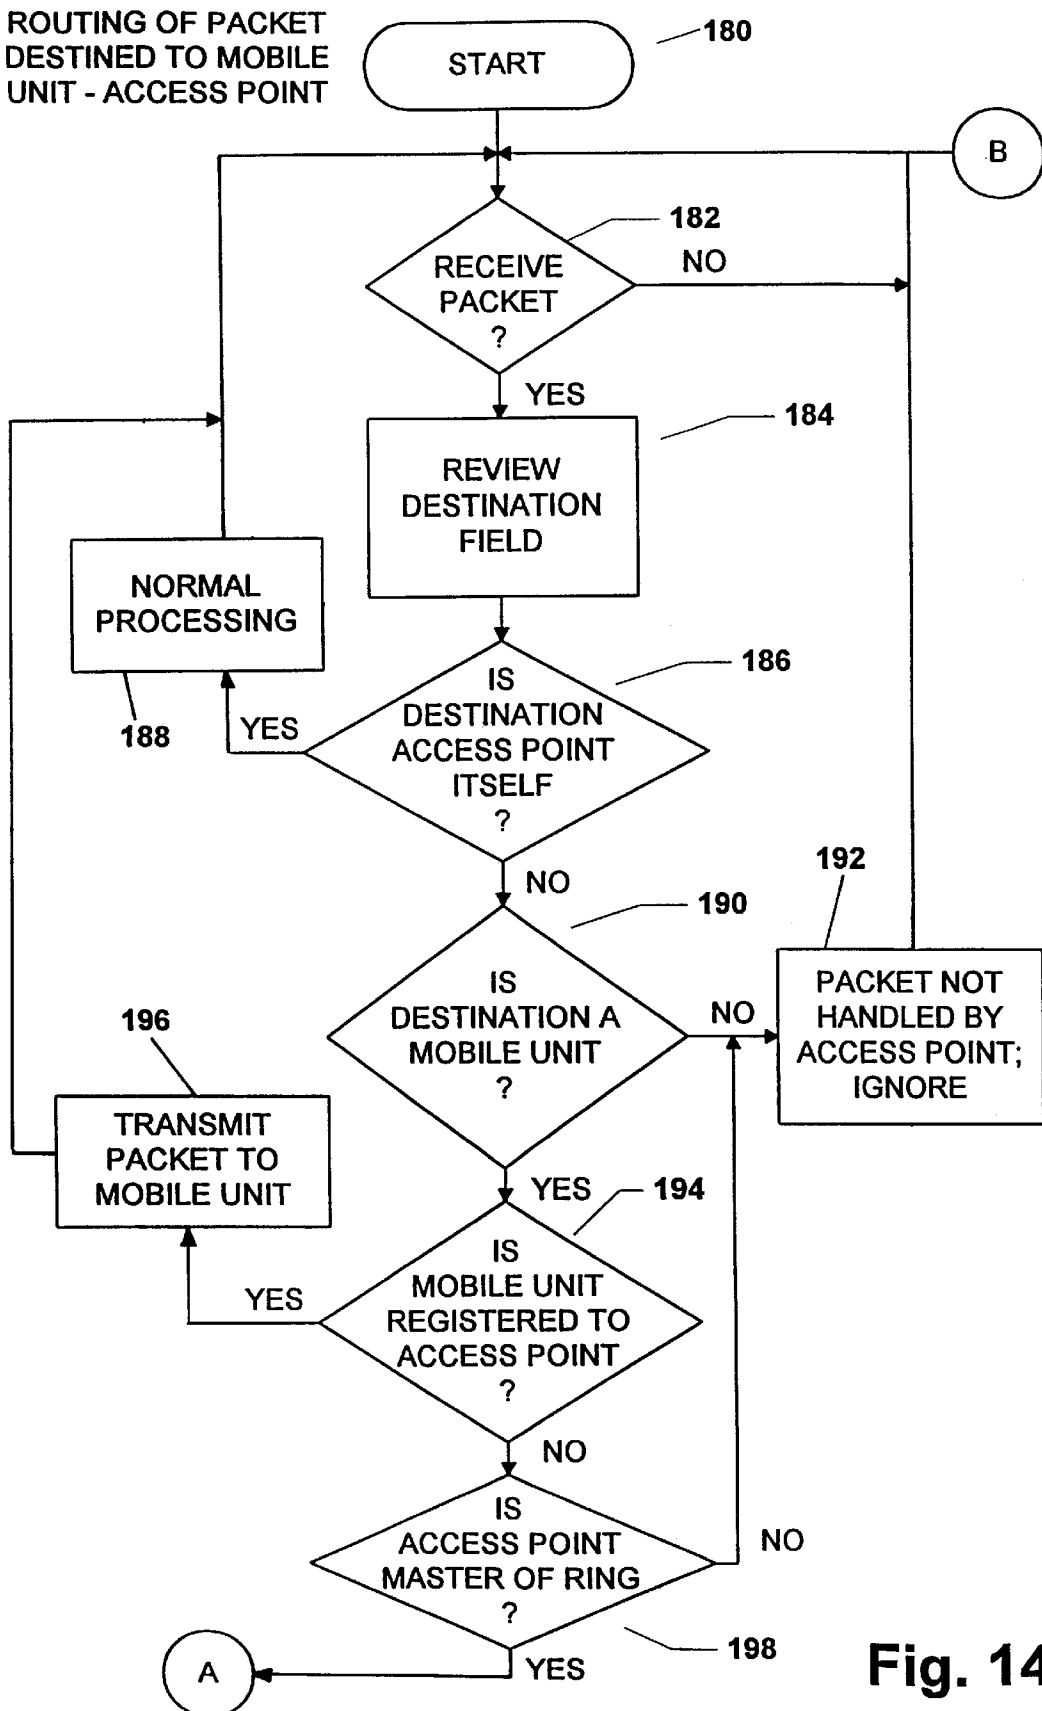 ROUTING OF PACKET
DESTINED TO MOBILE
UNIT - ACCESS POINT
START
180
B
182
RECEIVE
PACKET
?
NO
YES
184
REVIEW
DESTINATION
FIELD
NORMAL
PROCESSING
188
YES
186
IS
DESTINATION
ACCESS POINT
ITSELF
?
NO
190
192
IS
DESTINATION A
MOBILE UNIT
?
NO
PACKET NOT
HANDLED BY
ACCESS POINT;
IGNORE
196
TRANSMIT
PACKET TO
MOBILE UNIT
YES
194
IS
MOBILE UNIT
REGISTERED TO
ACCESS POINT
?
YES
NO
IS
ACCESS POINT
MASTER OF RING
?
NO
198
A
YES
Fig. 14